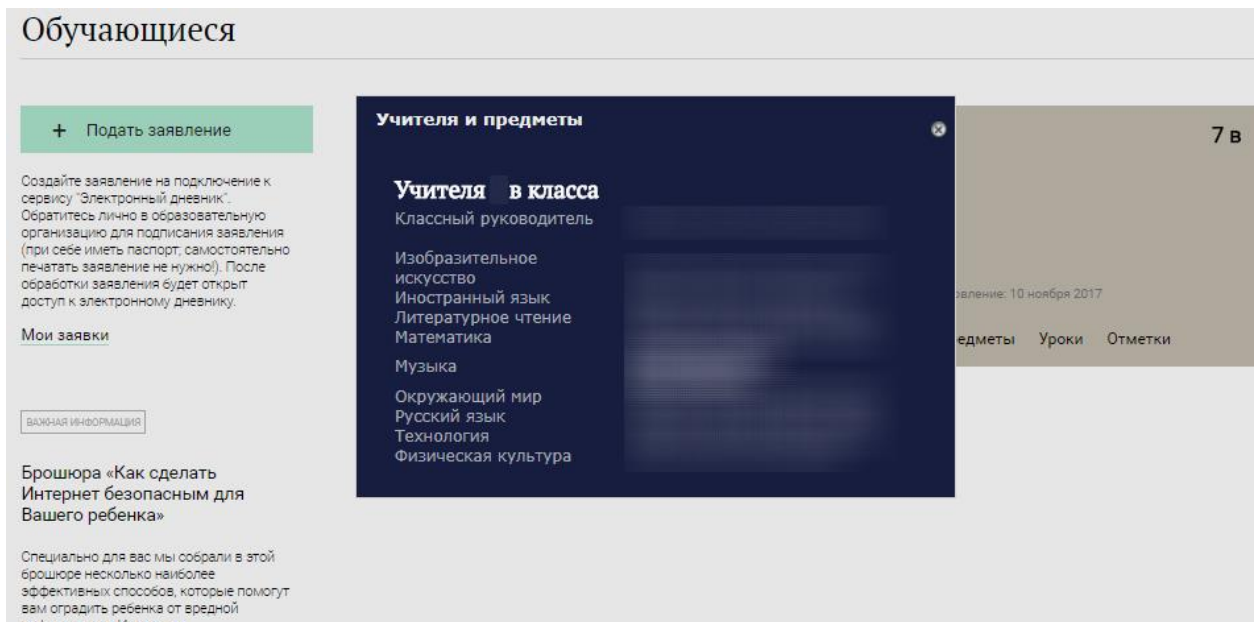 Обучающиеся
+ Подать заявление
Создайте заявление на подключение к
сервису "Электронный дневник".
Обратитесь лично в образовательную
организацию для подписания заявления
(при себе иметь паспорт; самостоятельно
печатать заявление не нужно!). После
обработки заявления будет открыт
доступ к электронному дневнику.
Мои заявки
ВАЖНАЯ ИНФОРМАЦИЯ
Брошюра «Как сделать
Интернет безопасным для
Вашего ребенка»
Специально для вас мы собрали в этой
брошюре несколько наиболее
эффективных способов, которые помогут
вам оградить ребенка от вредной
Учителя и предметы
Учителя в класса
Классный руководитель
Изобразительное
искусство
Иностранный язык
Литературное чтение
Математика
Музыка
Окружающий мир
Русский язык
Технология
Физическая культура
7 в
овление: 10 ноября 2017
едметы Уроки Отметки